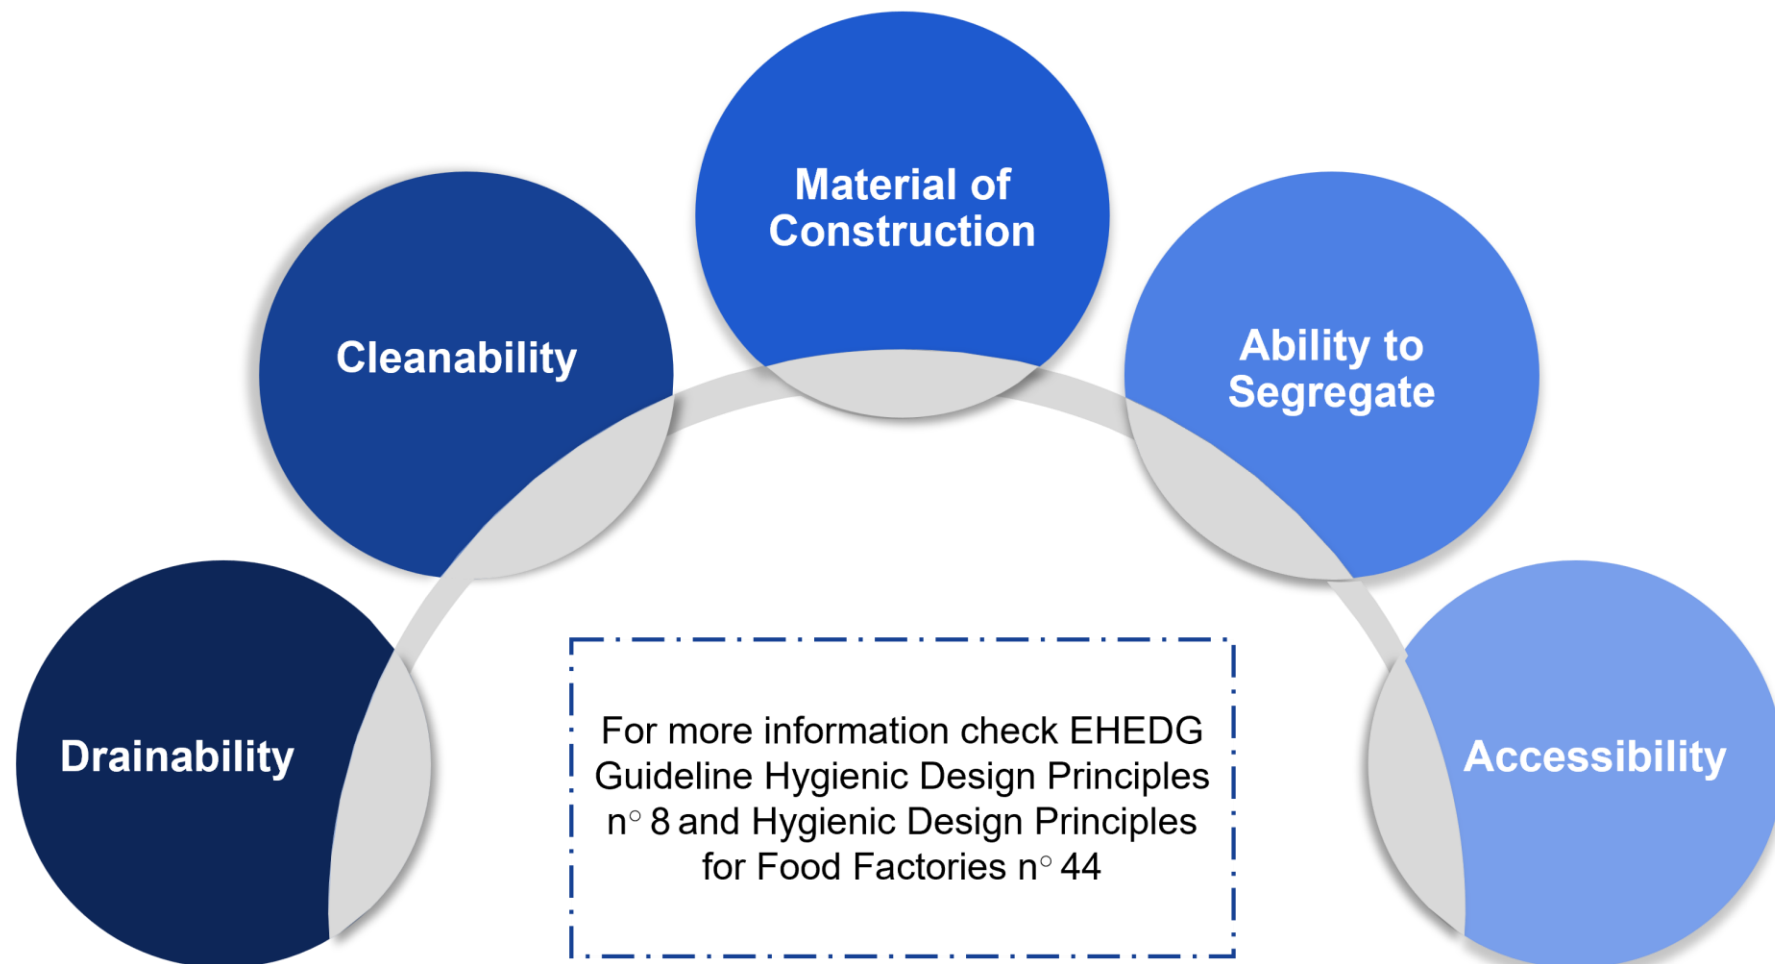 Material of
Construction
Cleanability
Ability to
Segregate
Drainability
Accessibility
For more information check EHEDG
Guideline Hygienic Design Principles
n° 8 and Hygienic Design Principles
for Food Factories n° 44